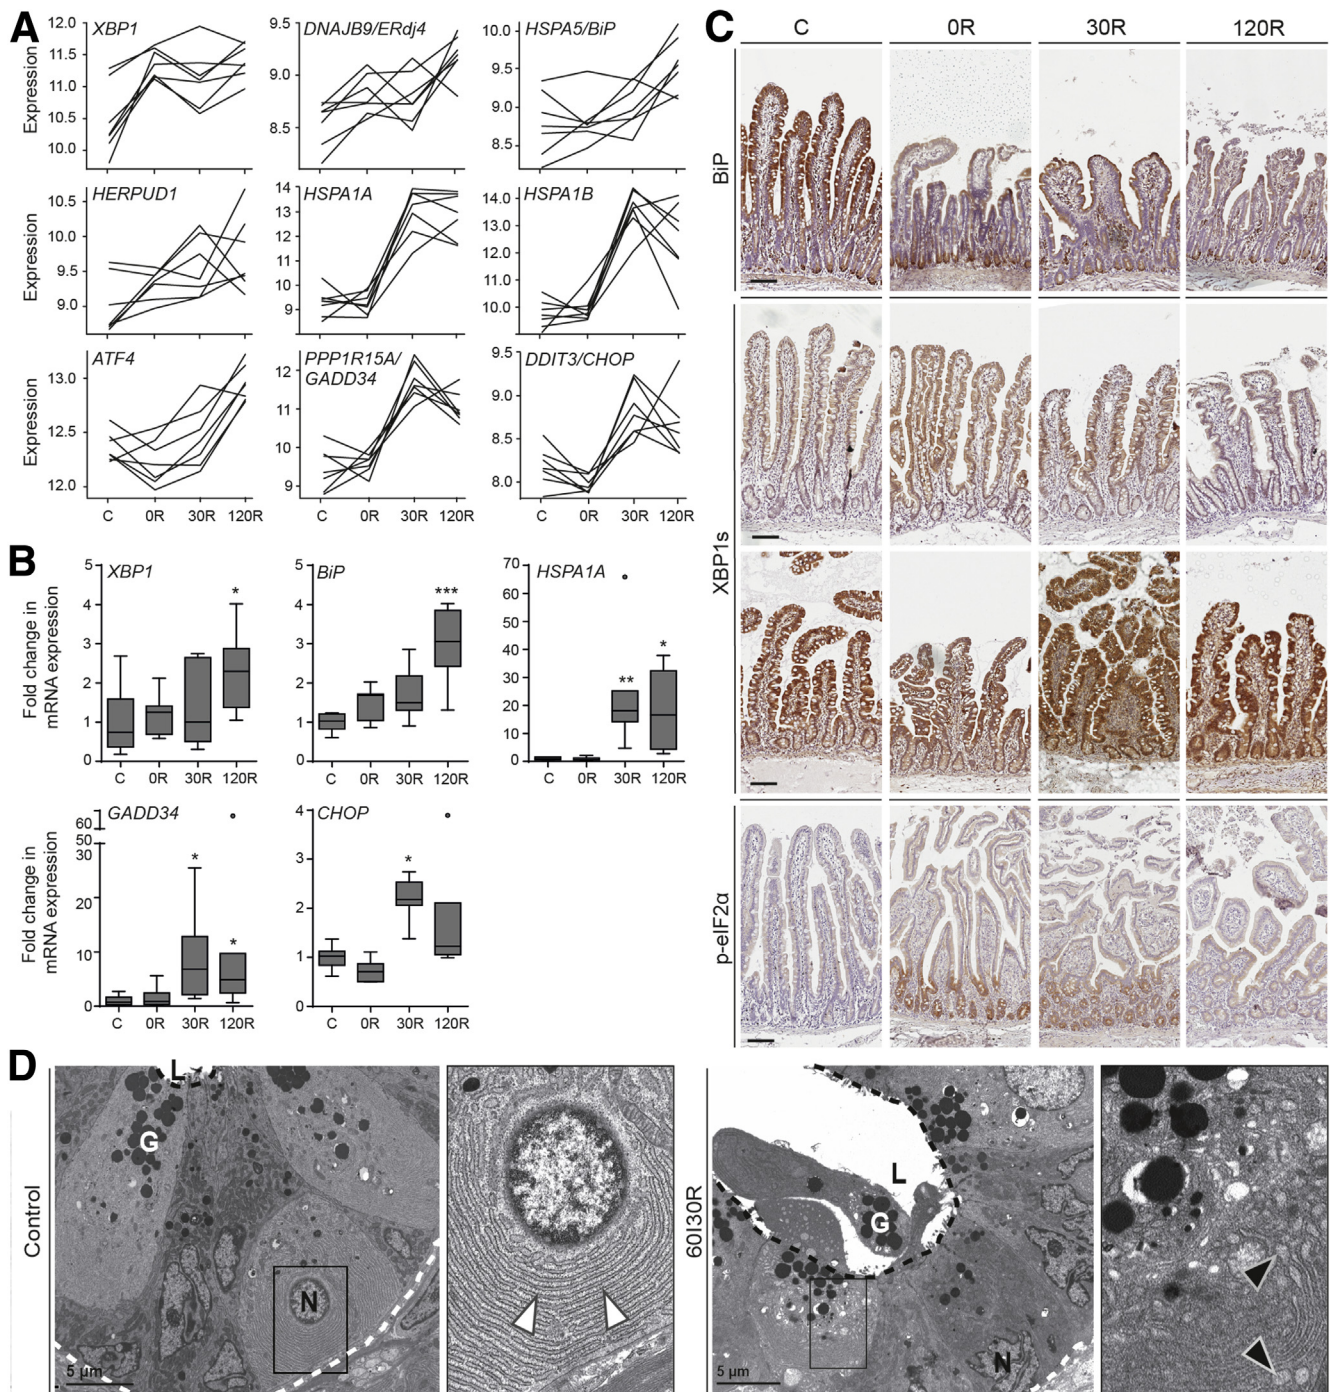 A
XBP1
DNAJB9/ERdj4
HSPA5/BiP
Expression
12.0
11.5
11.0
10.5
10.0
9.5
9.0
8.5
10.0
9.5
9.0
8.5
HERPUD1
HSPA1A
HSPA1B
Expression
10.5
10.0
9.5
9.0
14
13
12
11
10
9
14.0
13.0
12.0
11.0
10.0
ATF4
PPP1R15A/
GADD34
DDIT3/CHOP
Expression
13.0
12.5
12.0
12
11
10
9
9.5
9.0
8.5
8.0
C 0R 30R 120R
C 0R 30R 120R
C 0R 30R 120R
B
XBP1
BiP
HSPA1A
Fold change in
mRNA expression
5
4
3
2
1
0
*
C 0R 30R 120R
5
4
3
2
1
0
***
C 0R 30R 120R
70
60
50
40
30
20
10
0
**
*
C 0R 30R 120R
GADD34
CHOP
Fold change in
mRNA expression
60
50
30
20
10
0
*
*
C 0R 30R 120R
4
3
2
1
0
*
C 0R 30R 120R
C
C 0R 30R 120R
BiP
XBP1s
p-eIF2α
D
Control
L
G
N
5 µm
60I30R
L
G
N
5 µm